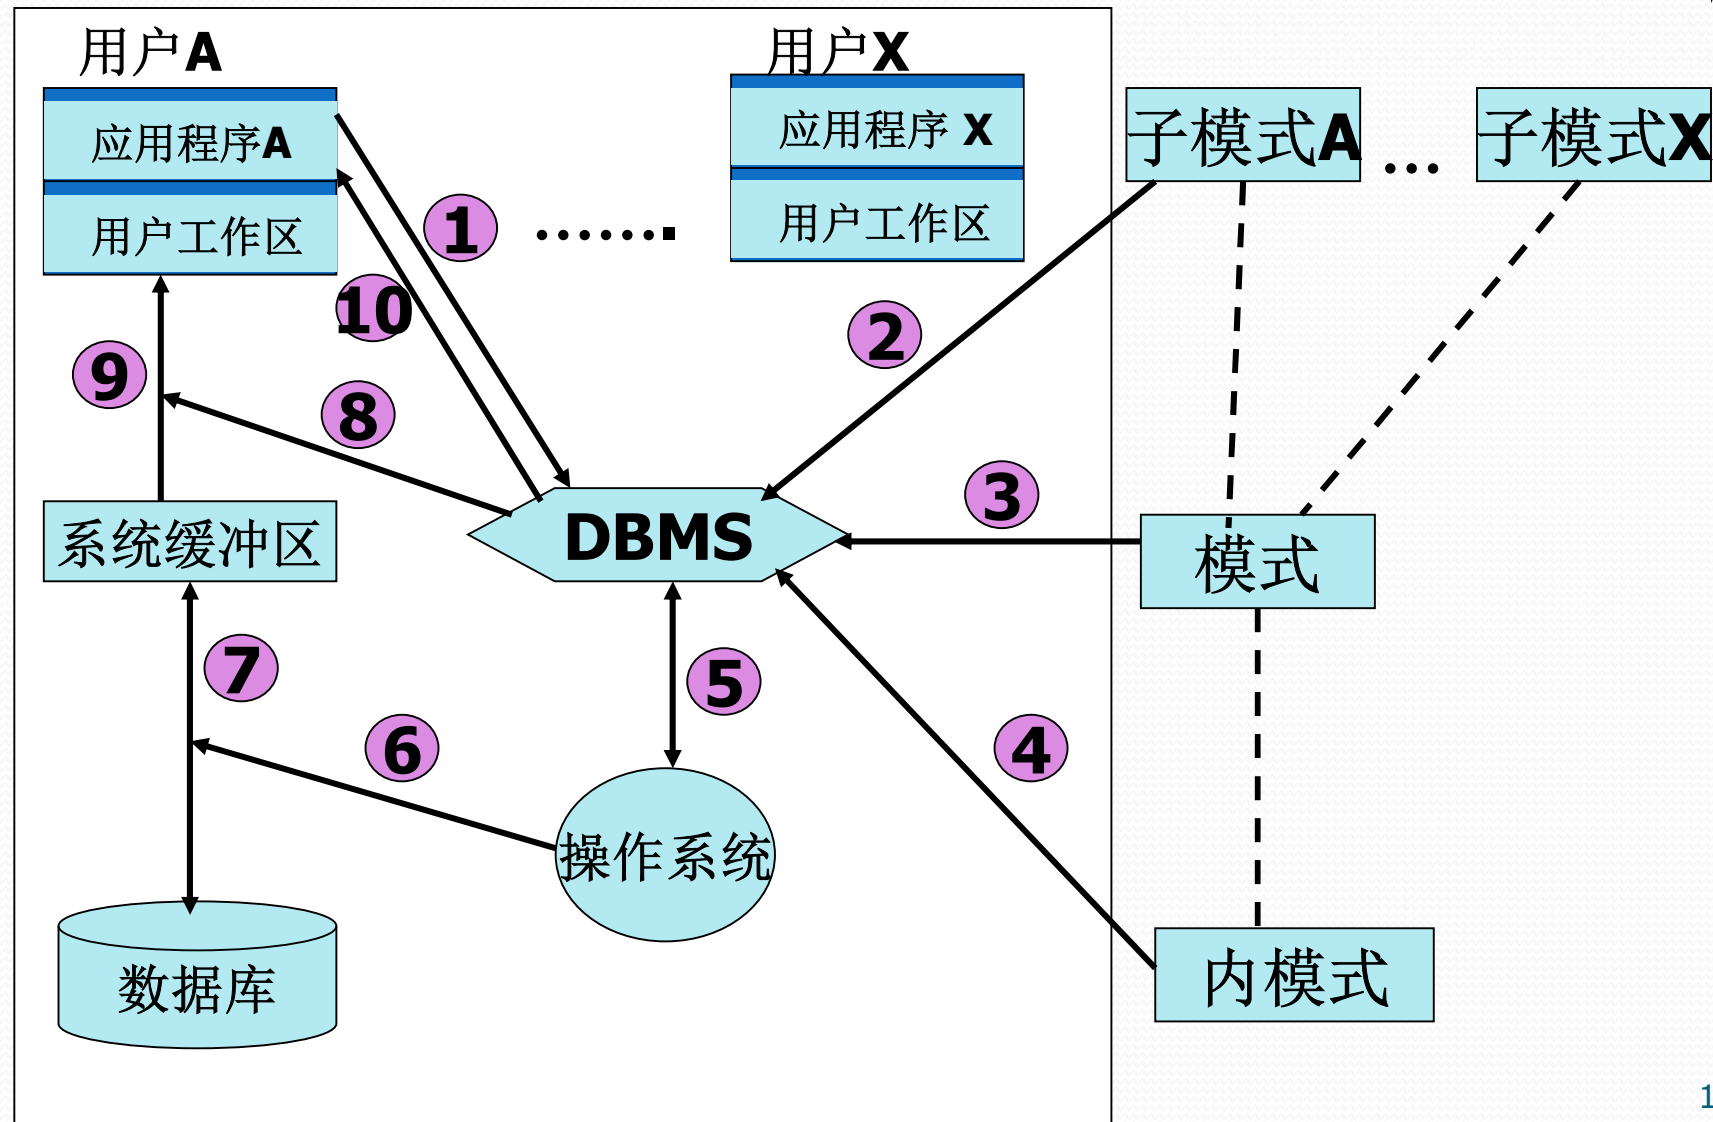 用户A
用户X
应用程序A
用户工作区
应用程序 X
用户工作区
子模式A
...
子模式X
1
.......
10
2
9
8
3
系统缓冲区
DBMS
模式
7
5
6
4
操作系统
数据库
内模式
1